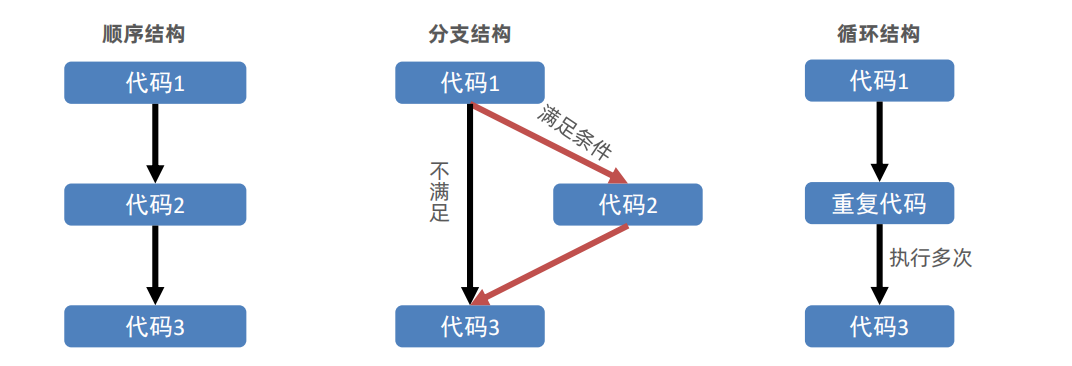 顺序结构
代码1
代码2
代码3
分支结构
代码1
满足条件
不满足
代码2
代码3
循环结构
代码1
重复代码
执行多次
代码3